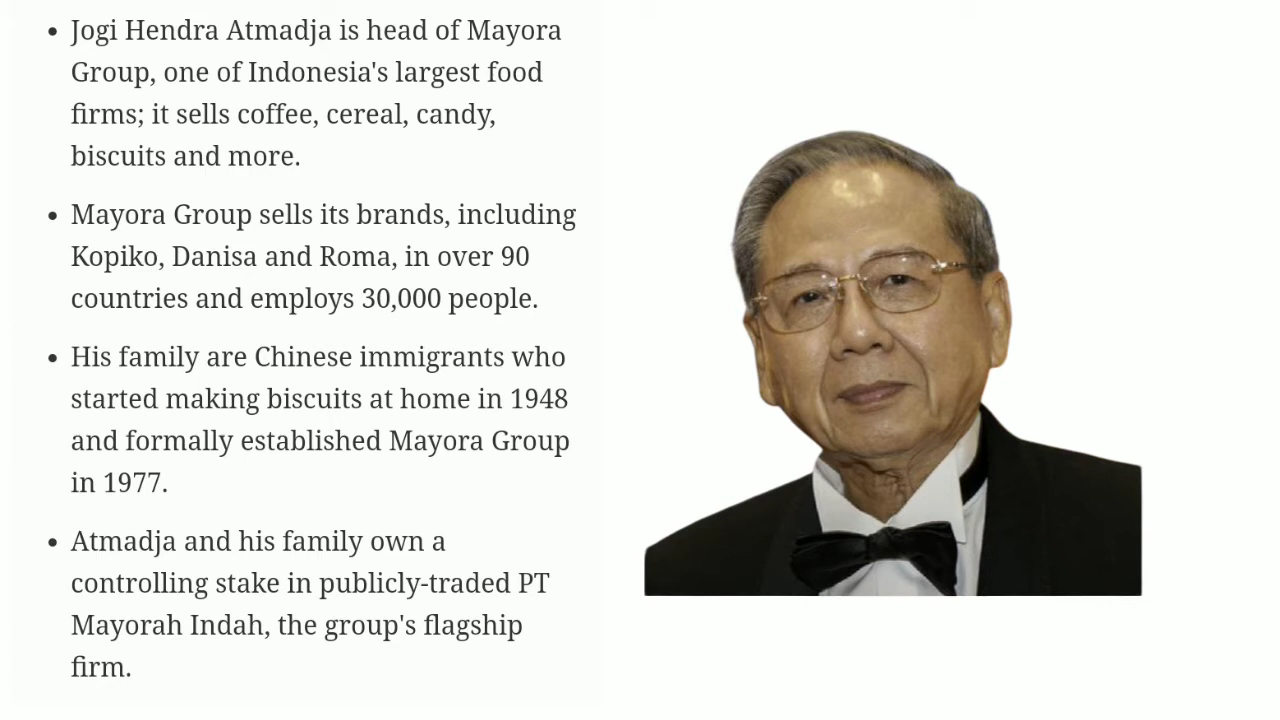 • Jogi Hendra Atmadja is head of Mayora
Group, one of Indonesia's largest food
firms; it sells coffee, cereal, candy,
biscuits and more.
• Mayora Group sells its brands, including
Kopiko, Danisa and Roma, in over 90
countries and employs 30,000 people.
• His family are Chinese immigrants who
started making biscuits at home in 1948
and formally established Mayora Group
in 1977.
• Atmadja and his family own a
controlling stake in publicly-traded PT
Mayorah Indah, the group's flagship
firm.